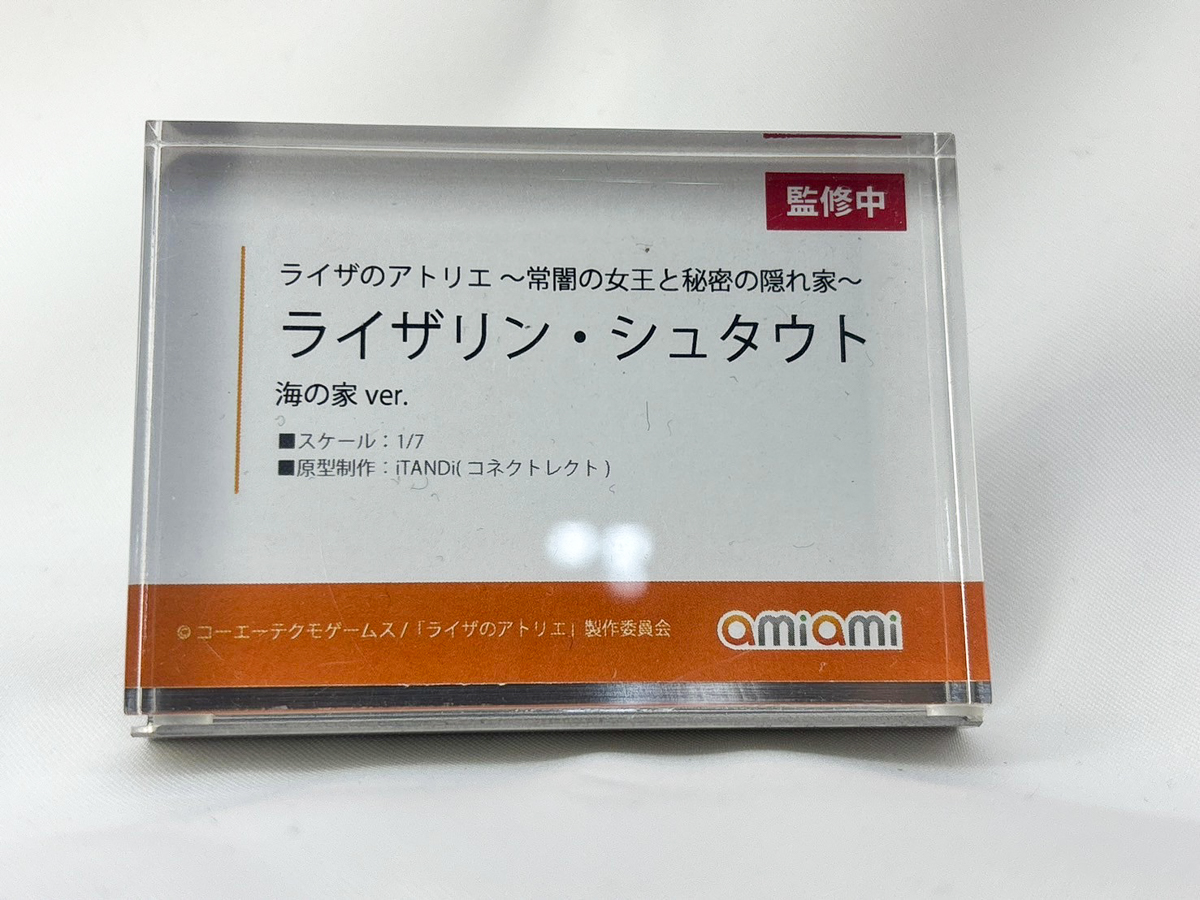 監修中
ライザのアトリエ ～常闇の女王と秘密の隠れ家～
ライザリン・シュタウト
海の家 ver.
■スケール：1/7
■原型制作：iTANDi( コネクトレクト )
© コーエーテクモゲームス /「ライザのアトリエ」製作委員会
amiami